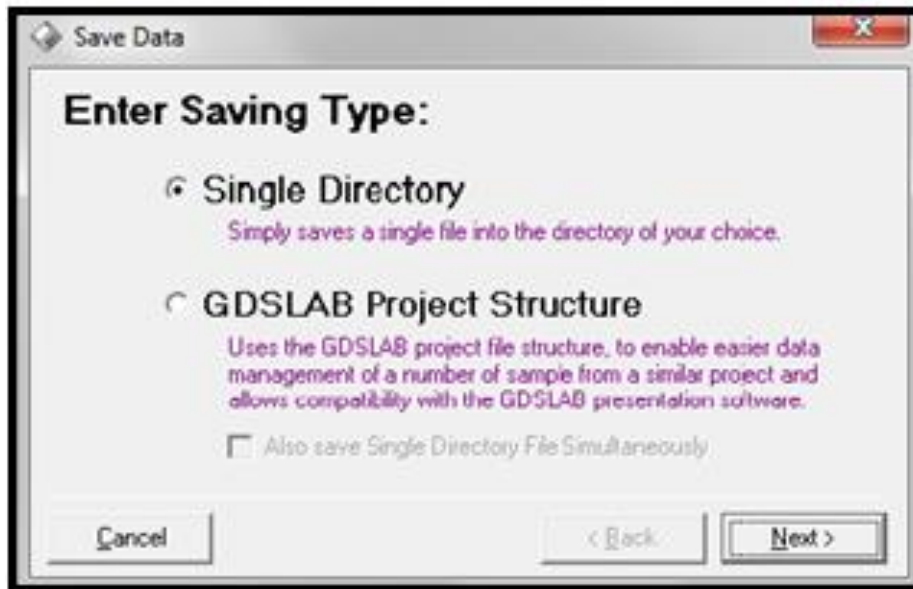 Save Data
Enter Saving Type:
Single Directory
Simply saves a single file into the directory of your choice.
GDSLAB Project Structure
Uses the GDSLAB project file structure, to enable easier data
management of a number of sample from a similar project and
allows compatibility with the GDSLAB presentation software.
Also save Single Directory File Simultaneously
Cancel
< Back
Next >